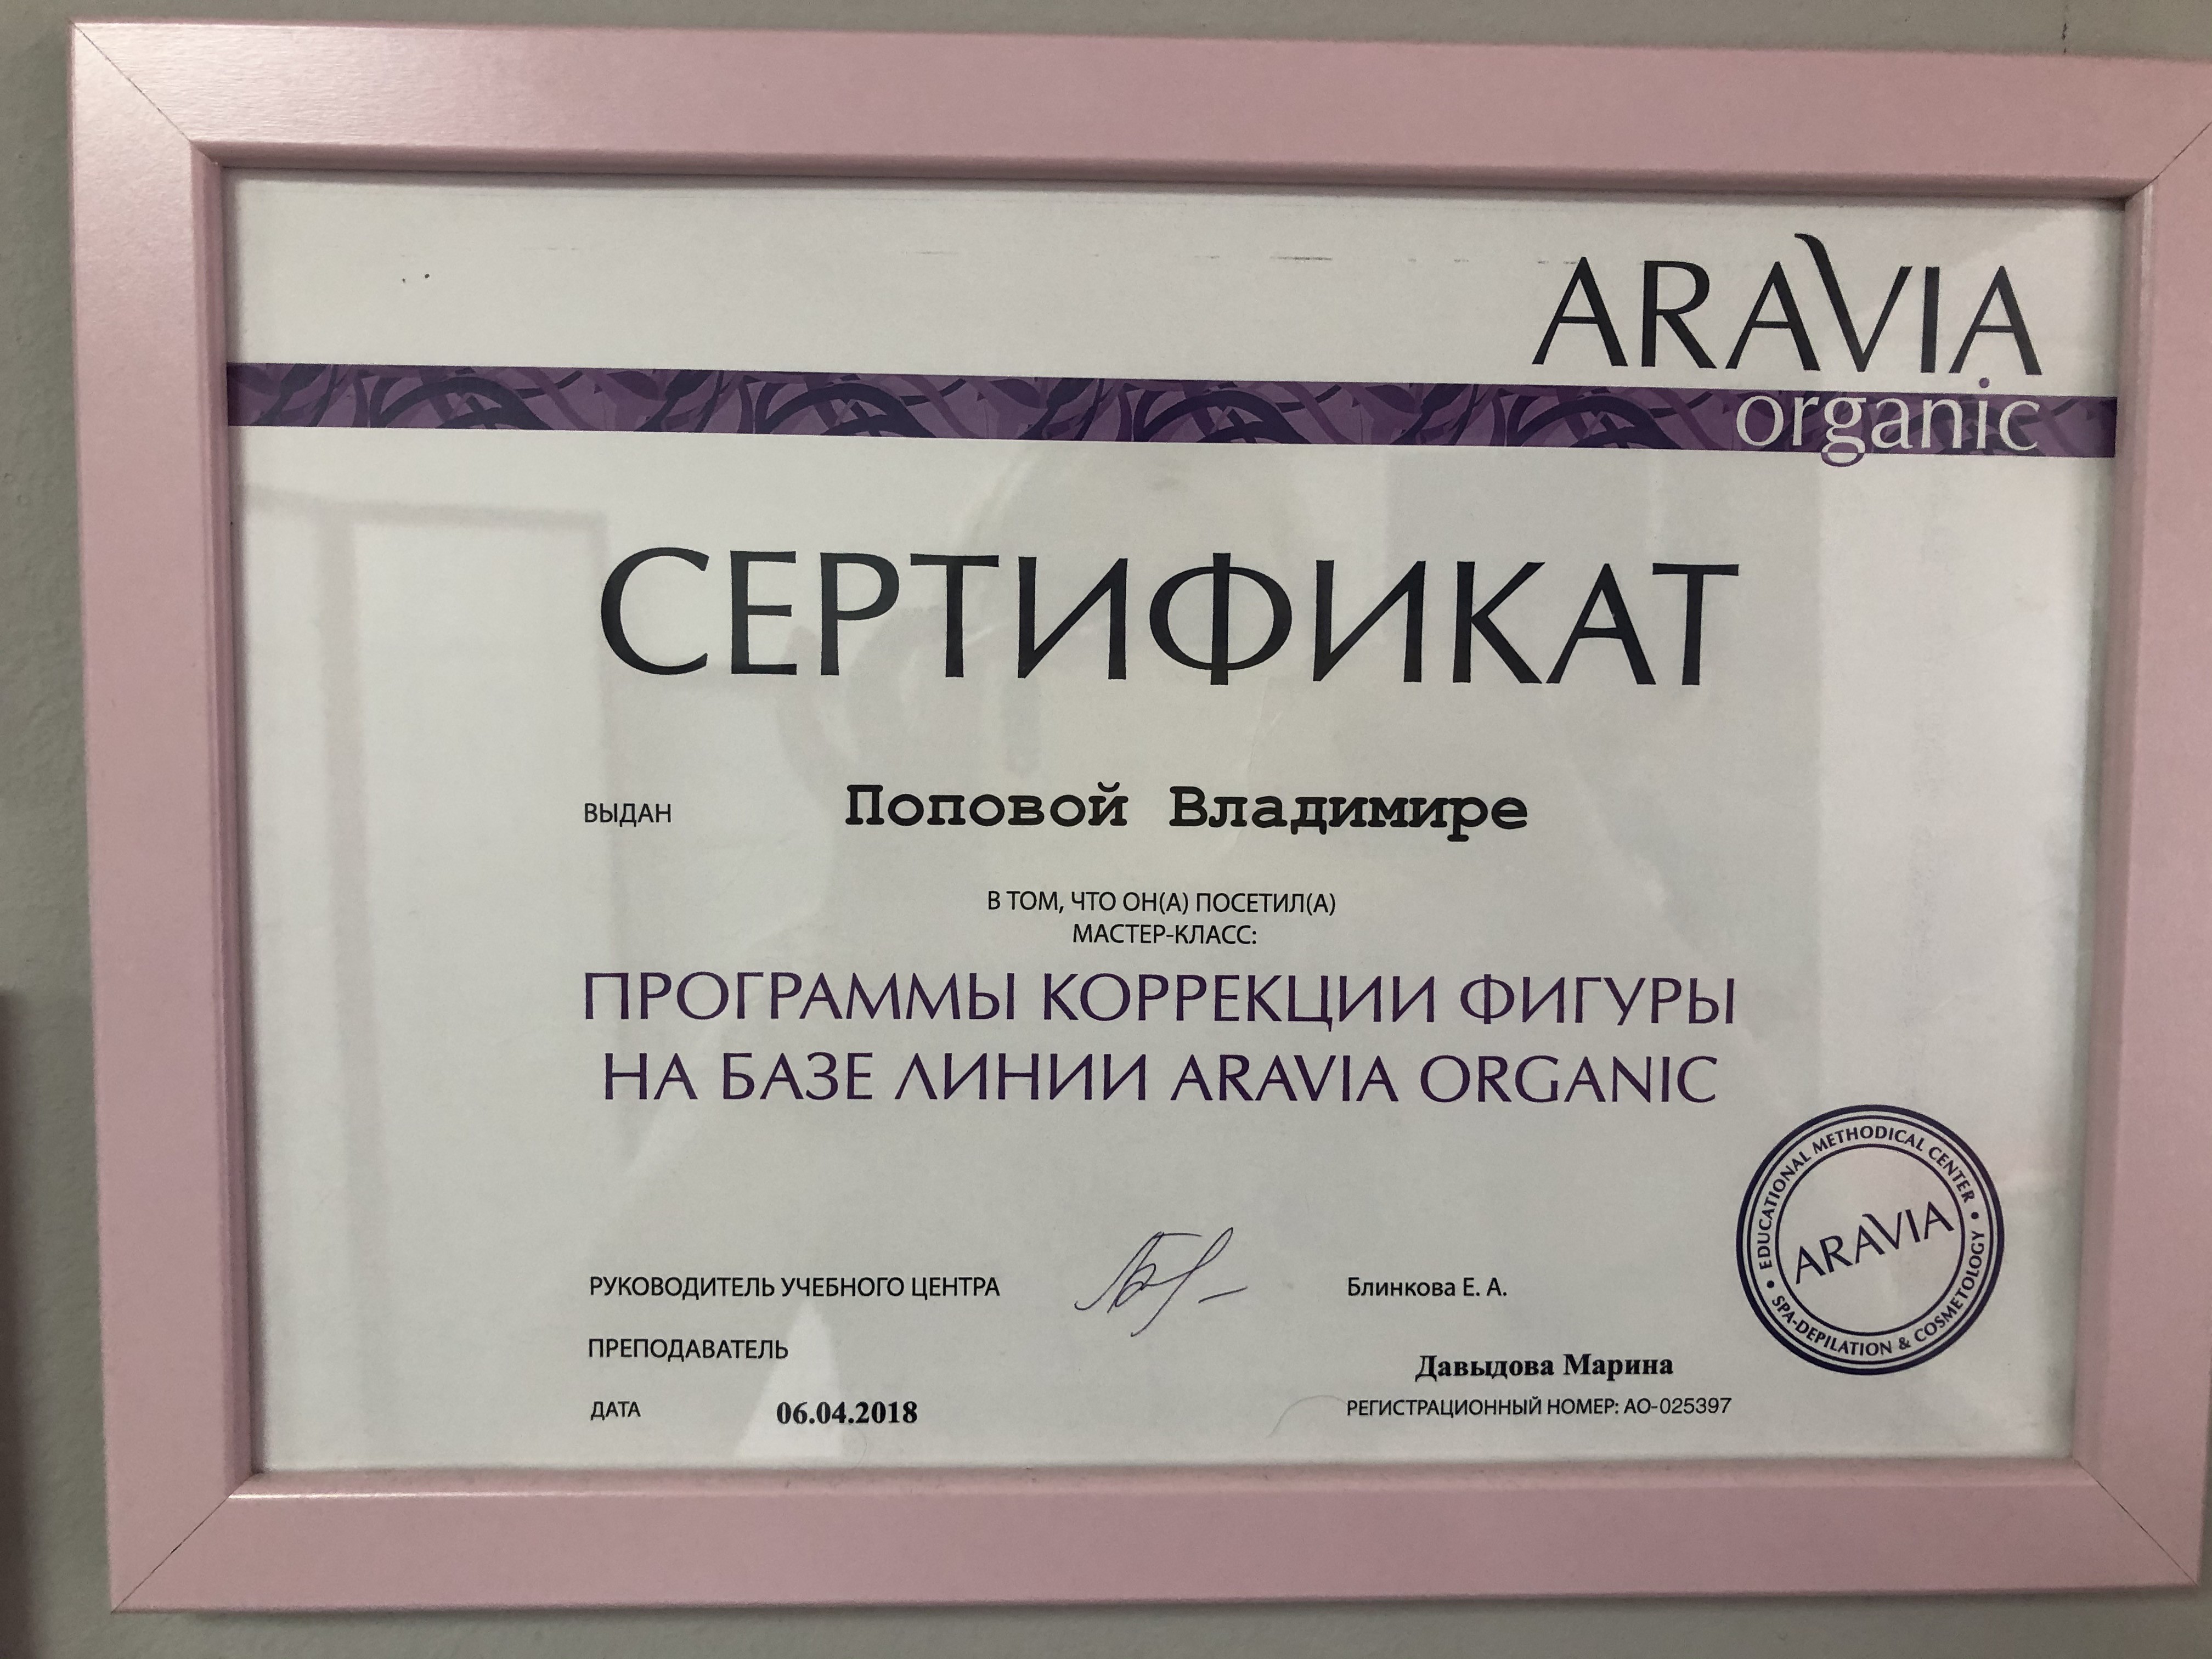 ARAVIA
organic
СЕРТИФИКАТ
ВЫДАН Поповой Владимире
В ТОМ, ЧТО ОН(А) ПОСЕТИЛ(А)
МАСТЕР-КЛАСС:
ПРОГРАММЫ КОРРЕКЦИИ ФИГУРЫ
НА БАЗЕ ЛИНИИ ARAVIA ORGANIC
EDUCATIONAL METHODICAL CENTER
ARAVIA
SPA-DEPILATION & COSMETOLOGY
РУКОВОДИТЕЛЬ УЧЕБНОГО ЦЕНТРА Блинкова Е. А.
ПРЕПОДАВАТЕЛЬ Давыдова Марина
ДАТА 06.04.2018 РЕГИСТРАЦИОННЫЙ НОМЕР: АО-025397